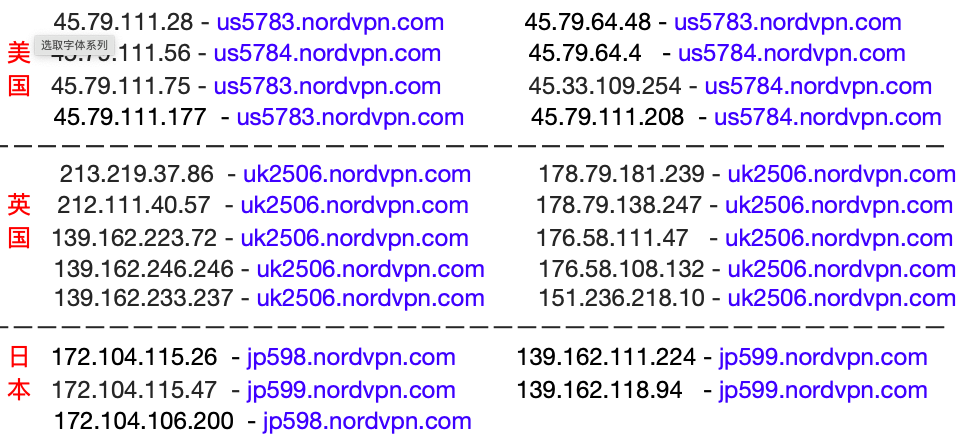 45.79.111.28 - us5783.nordvpn.com 45.79.64.48 - us5783.nordvpn.com
选取字体系列
美 45.79.111.56 - us5784.nordvpn.com 45.79.64.4 - us5784.nordvpn.com
国 45.79.111.75 - us5783.nordvpn.com 45.33.109.254 - us5784.nordvpn.com
45.79.111.177 - us5783.nordvpn.com 45.79.111.208 - us5784.nordvpn.com
213.219.37.86 - uk2506.nordvpn.com 178.79.181.239 - uk2506.nordvpn.com
英 212.111.40.57 - uk2506.nordvpn.com 178.79.138.247 - uk2506.nordvpn.com
国 139.162.223.72 - uk2506.nordvpn.com 176.58.111.47 - uk2506.nordvpn.com
139.162.246.246 - uk2506.nordvpn.com 176.58.108.132 - uk2506.nordvpn.com
139.162.233.237 - uk2506.nordvpn.com 151.236.218.10 - uk2506.nordvpn.com
日 172.104.115.26 - jp598.nordvpn.com 139.162.111.224 - jp599.nordvpn.com
本 172.104.115.47 - jp599.nordvpn.com 139.162.118.94 - jp599.nordvpn.com
172.104.106.200 - jp598.nordvpn.com